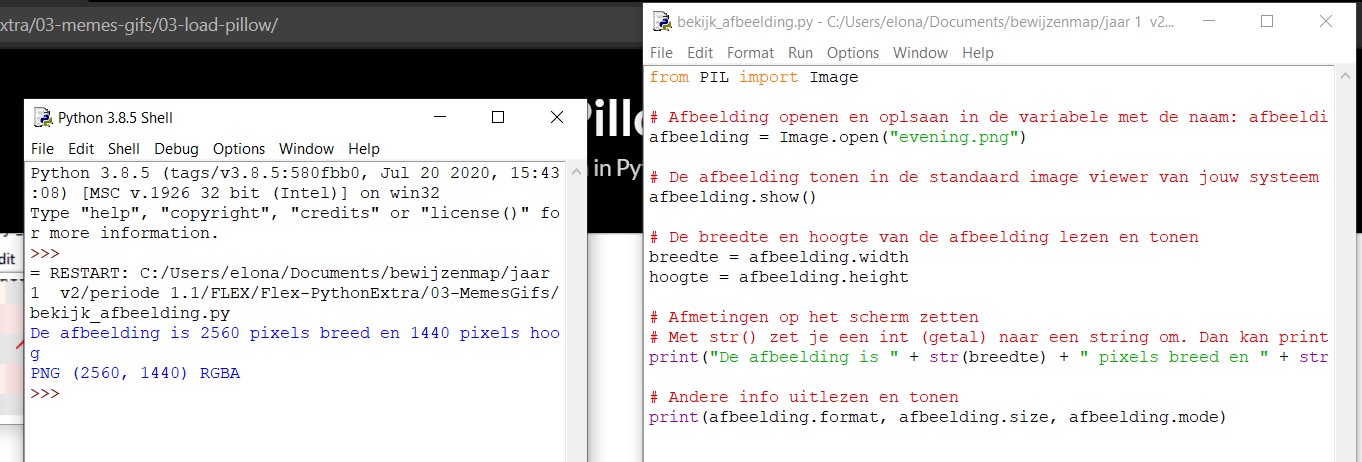 xtra/03-memes-gifs/03-load-pillow/
in Py
dit
Python 3.8.5 Shell
File Edit Shell Debug Options Window Help
Python 3.8.5 (tags/v3.8.5:580fbb0, Jul 20 2020, 15:43
:08) [MSC v.1926 32 bit (Intel)] on win32
Type "help", "copyright", "credits" or "license()" fo
r more information.
>>>
= RESTART: C:/Users/elona/Documents/bewijzenmap/jaar
1  v2/periode 1.1/FLEX/Flex-PythonExtra/03-MemesGifs/
bekijk_afbeelding.py
De afbeelding is 2560 pixels breed en 1440 pixels hoo
g
PNG (2560, 1440) RGBA
>>>
bekijk_afbeelding.py - C:/Users/elona/Documents/bewijzenmap/jaar 1  v2...
File Edit Format Run Options Window Help
from PIL import Image
# Afbeelding openen en oplsaan in de variabele met de naam: afbeeldi
afbeelding = Image.open("evening.png")
# De afbeelding tonen in de standaard image viewer van jouw systeem
afbeelding.show()
# De breedte en hoogte van de afbeelding lezen en tonen
breedte = afbeelding.width
hoogte = afbeelding.height
# Afmetingen op het scherm zetten
# Met str() zet je een int (getal) naar een string om. Dan kan print
print("De afbeelding is " + str(breedte) + " pixels breed en " + str
# Andere info uitlezen en tonen
print(afbeelding.format, afbeelding.size, afbeelding.mode)